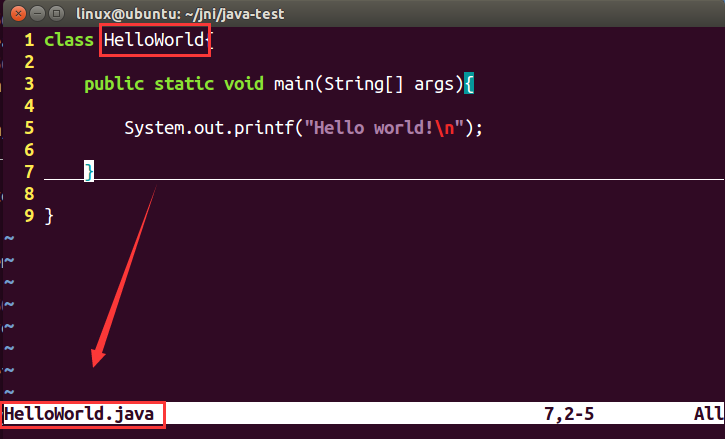 linux@ubuntu: ~/jni/java-test
1 class HelloWorld{
2
3     public static void main(String[] args){
4
5         System.out.printf("Hello world!\n");
6
7     }
8
9 }
~
~
~
~
~
~
~
~
HelloWorld.java 7,2-5 All